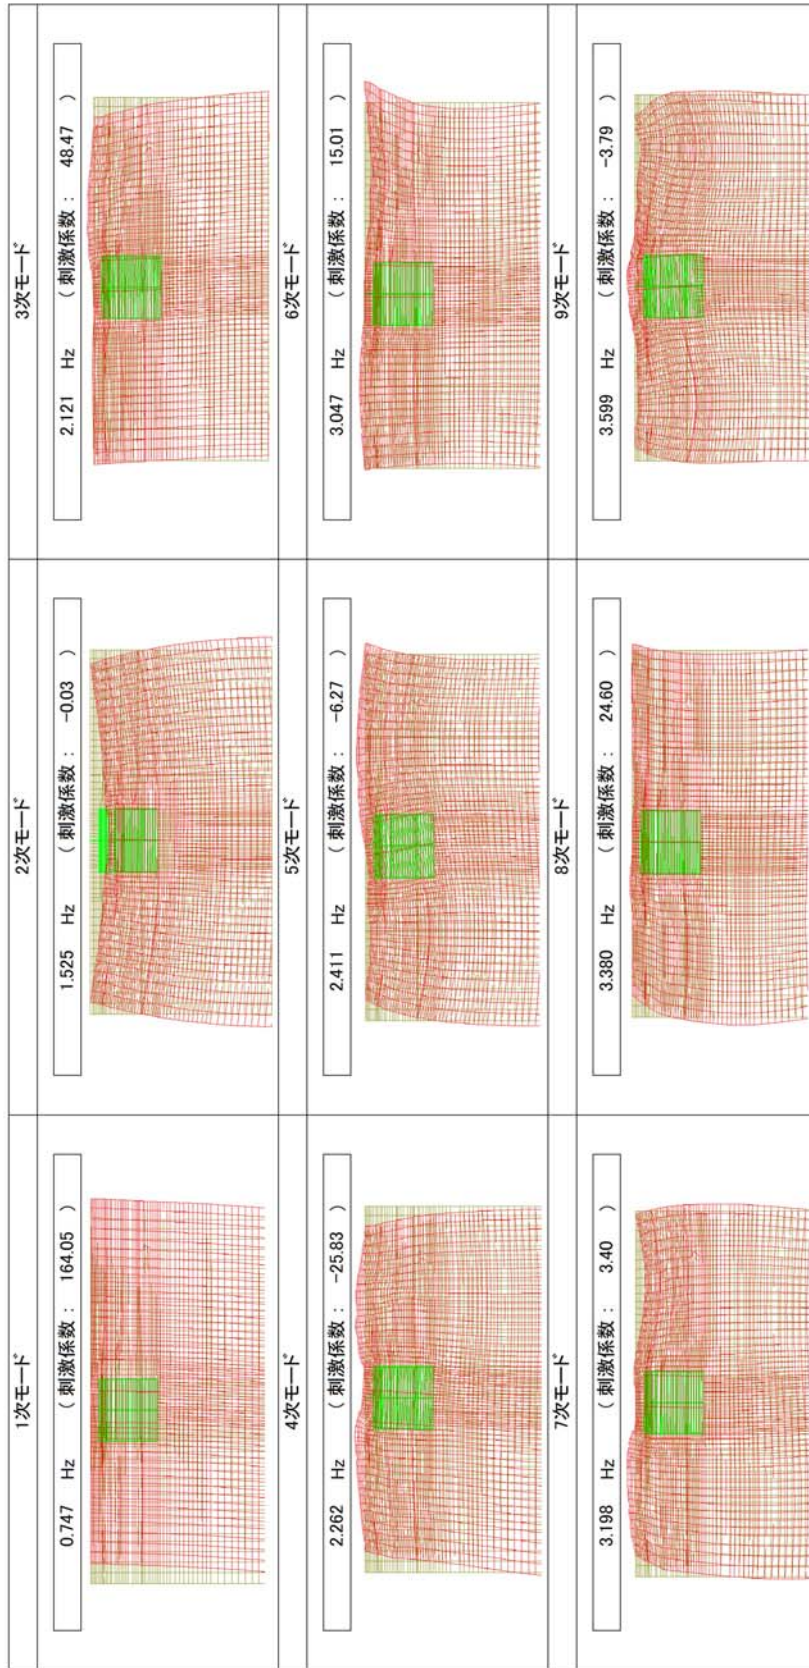 1次モード
0.747 Hz ( 刺激係数 : 164.05 )
2次モード
1.525 Hz ( 刺激係数 : -0.03 )
3次モード
2.121 Hz ( 刺激係数 : 48.47 )
4次モード
2.262 Hz ( 刺激係数 : -25.83 )
5次モード
2.411 Hz ( 刺激係数 : -6.27 )
6次モード
3.047 Hz ( 刺激係数 : 15.01 )
7次モード
3.198 Hz ( 刺激係数 : 3.40 )
8次モード
3.380 Hz ( 刺激係数 : 24.60 )
9次モード
3.599 Hz ( 刺激係数 : -3.79 )